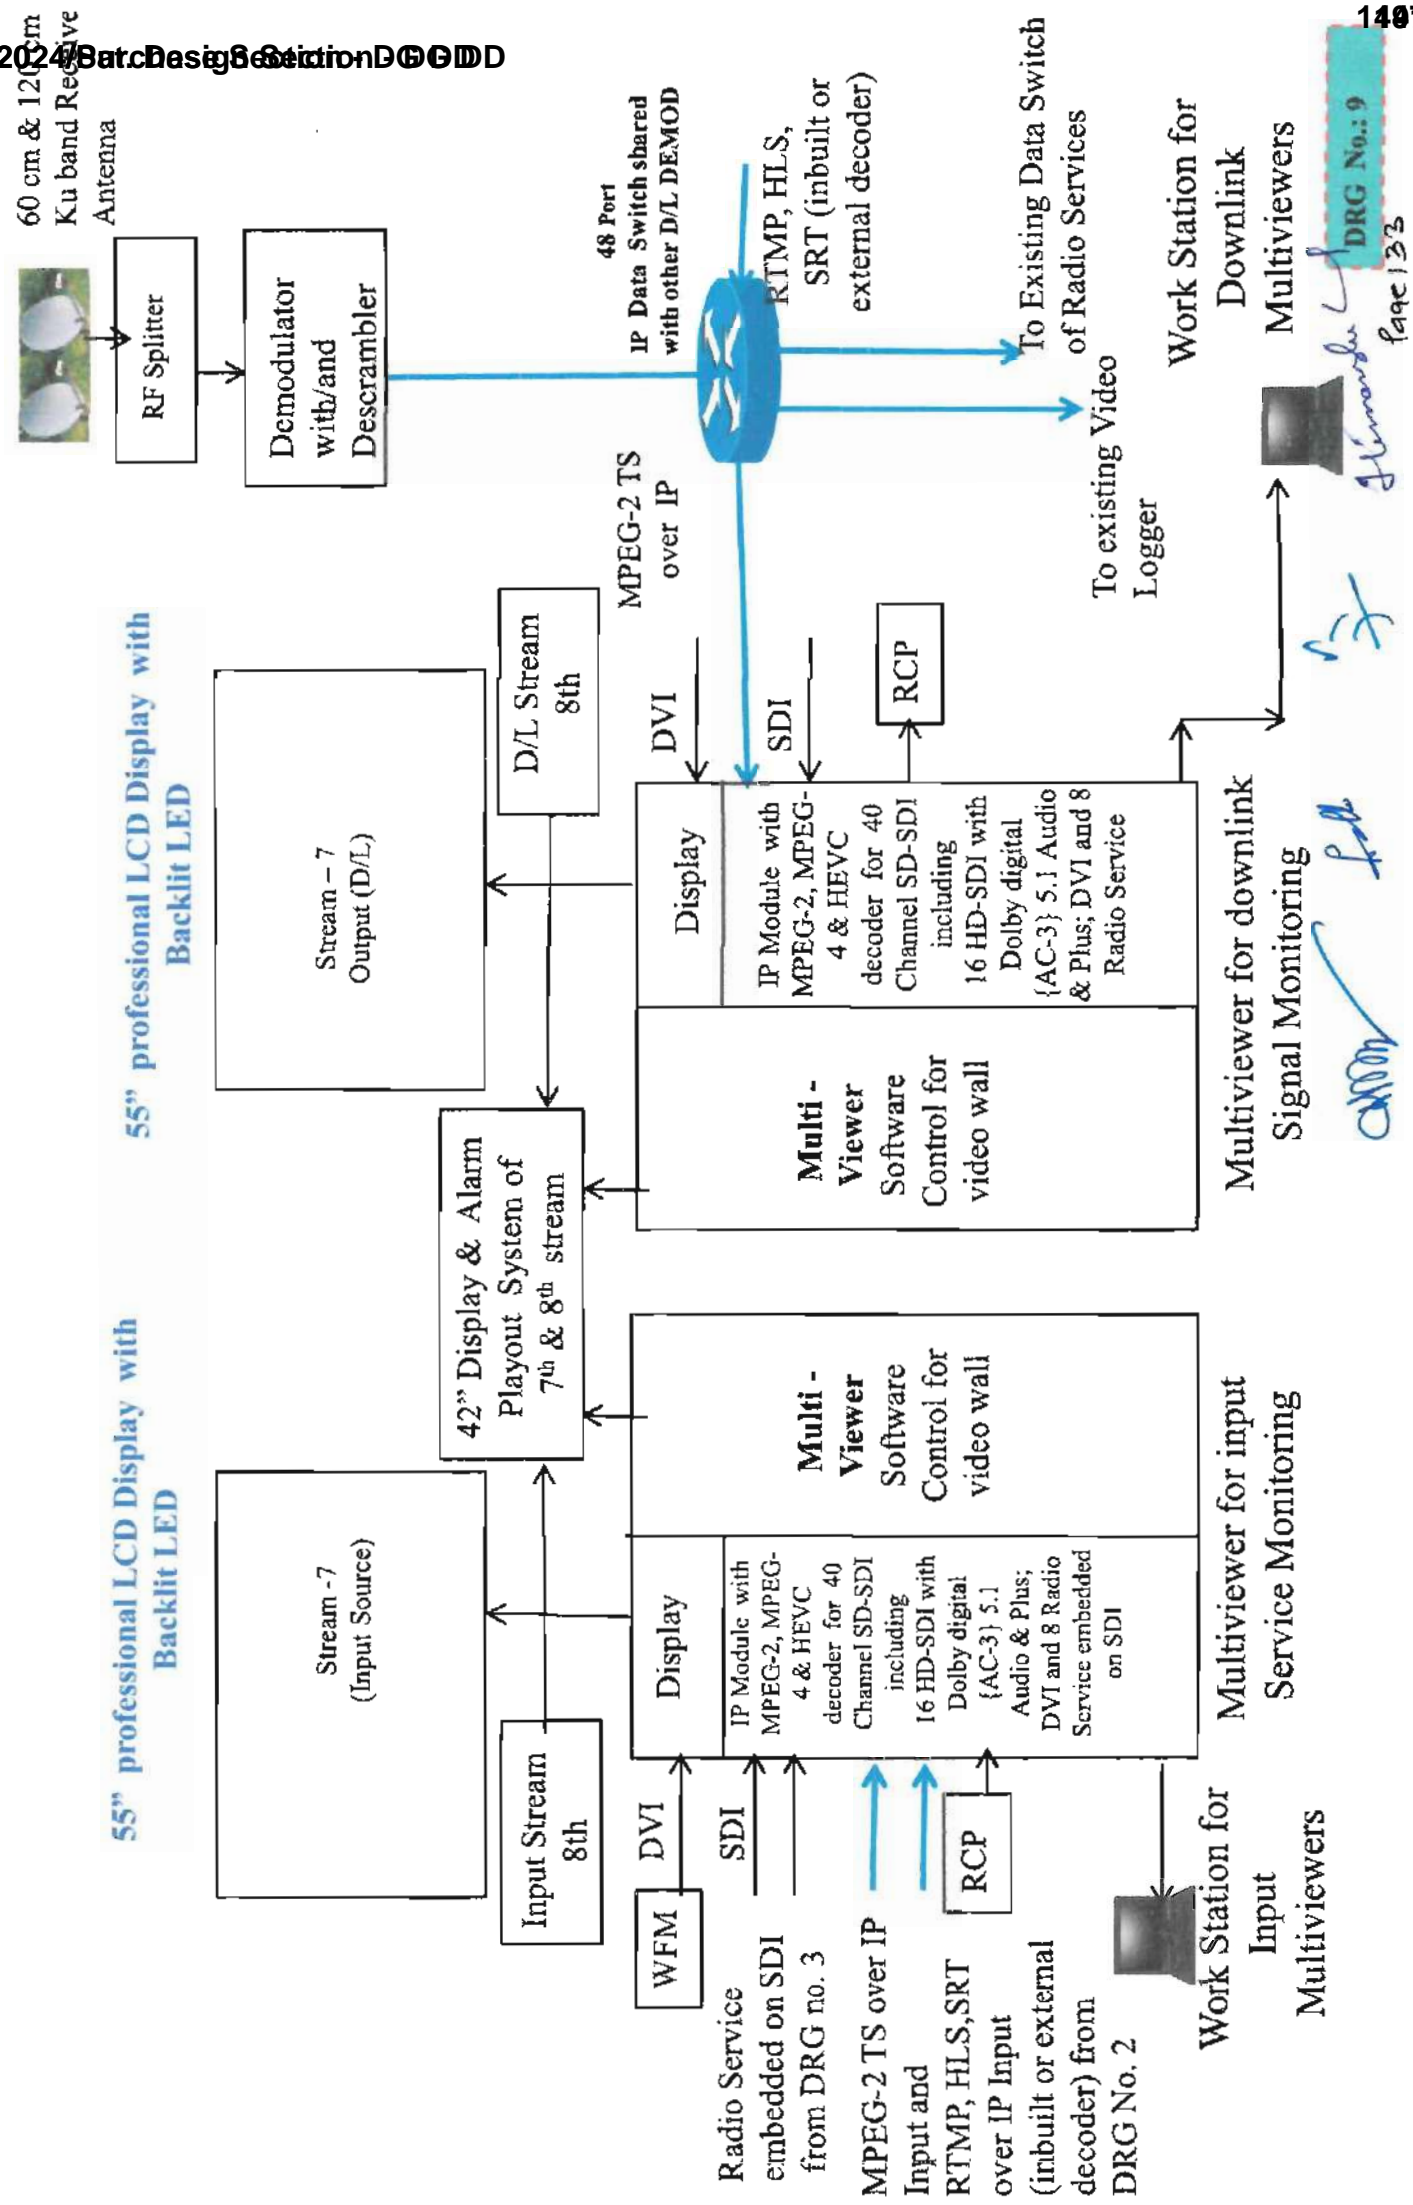 60 cm & 120 cm
Ku band Receive
Antenna
RF Splitter
Demodulator
with/and
Descrambler
48 Port
IP Data Switch shared
with other D/L DEMOD
RTMP, HLS,
SRT (inbuilt or
external decoder)
To Existing Data Switch
of Radio Services
To existing Video
Logger
MPEG-2 TS
over IP
Work Station for
Downlink
Multiviewers
DRG No.: 9
Page 133
55” professional LCD Display with
Backlit LED
55” professional LCD Display with
Backlit LED
Stream -7
(Input Source)
Stream – 7
Output (D/L)
Input Stream
8th
42” Display & Alarm
Playout System of
7th & 8th stream
D/L Stream
8th
WFM
DVI
SDI
Radio Service
embedded on SDI
from DRG no. 3
MPEG-2 TS over IP
Input and
RTMP, HLS,SRT
over IP Input
(inbuilt or external
decoder) from
DRG No. 2
RCP
Display
IP Module with
MPEG-2, MPEG-
4 & HEVC
decoder for 40
Channel SD-SDI
including
16 HD-SDI with
Dolby digital
{AC-3} 5.1
Audio & Plus;
DVI and 8 Radio
Service embedded
on SDI
Multi -
Viewer
Software
Control for
video wall
Multiviewer for input
Service Monitoring
Work Station for
Input
Multiviewers
Multi -
Viewer
Software
Control for
video wall
Display
IP Module with
MPEG-2, MPEG-
4 & HEVC
decoder for 40
Channel SD-SDI
including
16 HD-SDI with
Dolby digital
{AC-3} 5.1 Audio
& Plus; DVI and 8
Radio Service
DVI
SDI
RCP
Multiviewer for downlink
Signal Monitoring